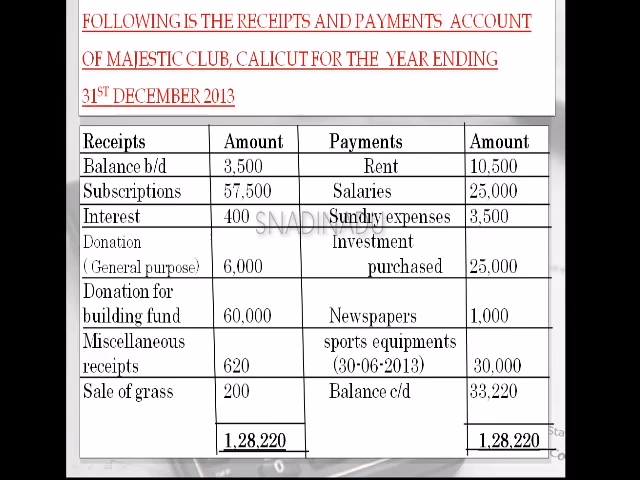 FOLLOWING IS THE RECEIPTS AND PAYMENTS ACCOUNT
OF MAJESTIC CLUB, CALICUT FOR THE YEAR ENDING
31ST DECEMBER 2013
Receipts Amount Payments Amount
Balance b/d 3,500 Rent 10,500
Subscriptions 57,500 Salaries 25,000
Interest 400 Sundry expenses 3,500
SNADINADU
Donation Investment
( General purpose) 6,000 purchased 25,000
Donation for
building fund 60,000 Newspapers 1,000
Miscellaneous sports equipments
receipts 620 (30-06-2013) 30,000
Sale of grass 200 Balance c/d 33,220
1,28,220 1,28,220